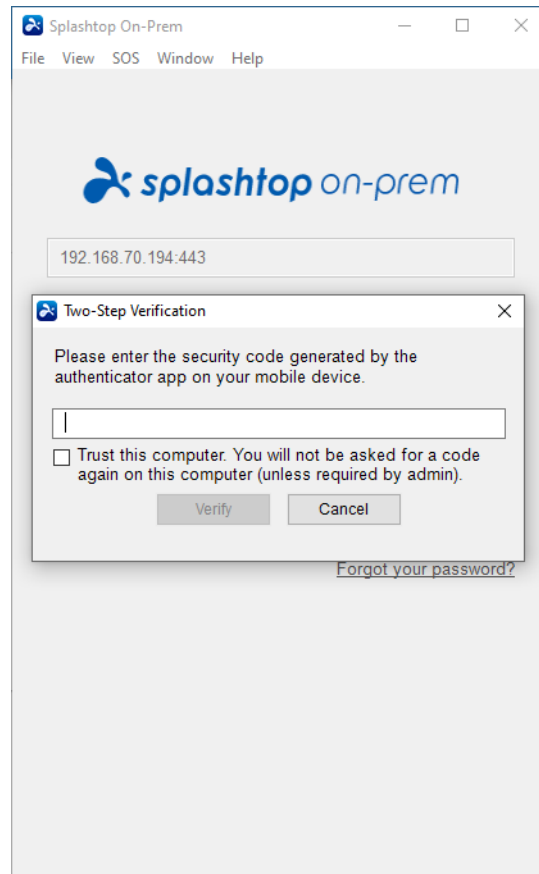 Splashtop On-Prem
File View SOS Window Help
splashtop on-prem
192.168.70.194:443
Two-Step Verification
Please enter the security code generated by the
authenticator app on your mobile device.
Trust this computer. You will not be asked for a code
again on this computer (unless required by admin).
Verify Cancel
Forgot your password?